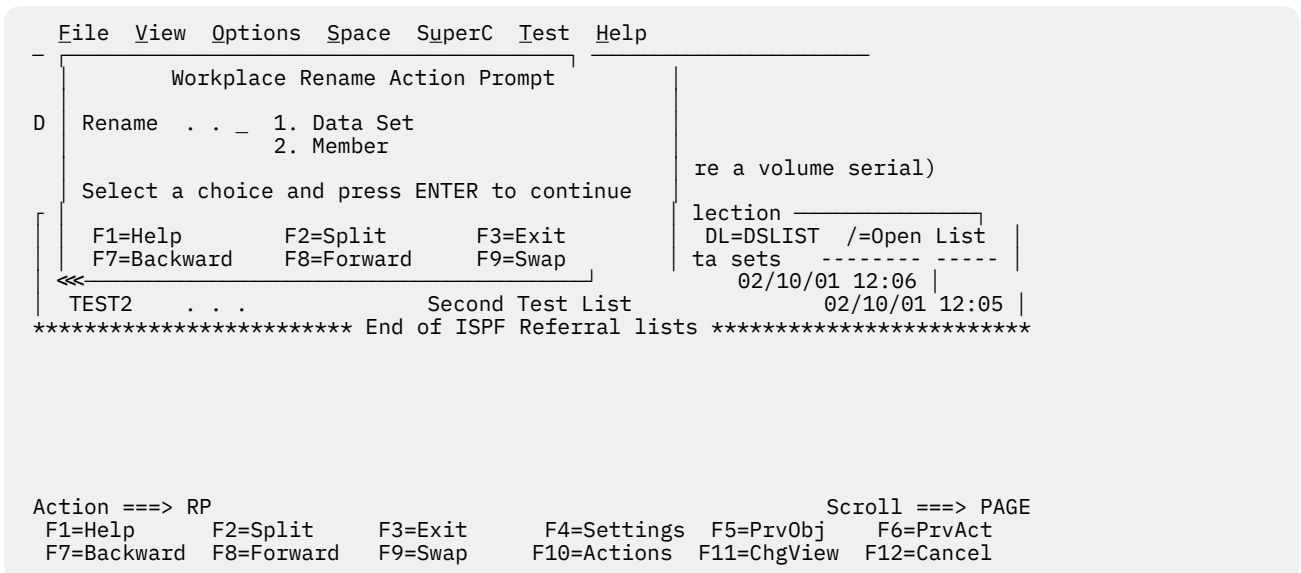 File  View  Options  Space  SuperC  Test  Help
Workplace Rename Action Prompt
D  Rename  . . _  1. Data Set
2. Member
re a volume serial)
Select a choice and press ENTER to continue
lection
F1=Help        F2=Split       F3=Exit        DL=DSLIST  /=Open List
F7=Backward    F8=Forward     F9=Swap        ta sets   -------- -----
<<<                                          02/10/01 12:06
TEST2    . . .              Second Test List               02/10/01 12:05
************************* End of ISPF Referral lists *************************
Action ===> RP                                                Scroll ===> PAGE
F1=Help       F2=Split     F3=Exit      F4=Settings  F5=PrvObj    F6=PrvAct
F7=Backward  F8=Forward   F9=Swap      F10=Actions  F11=ChgView  F12=Cancel